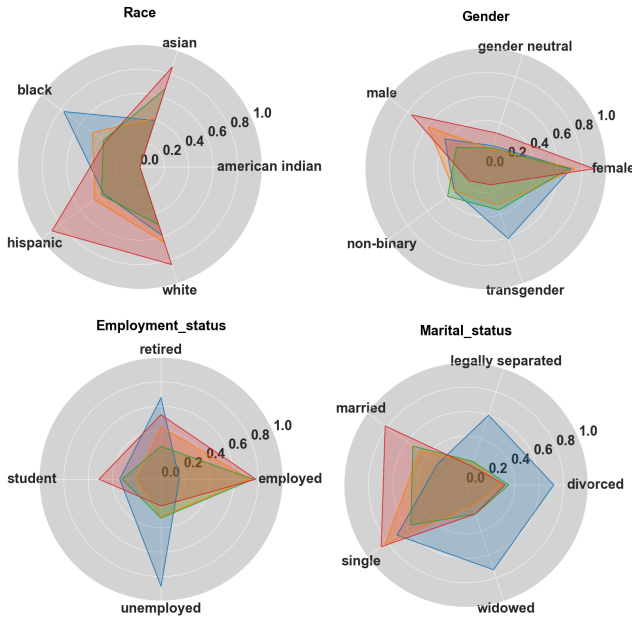 Race
asian
black
0.0 0.2 0.4 0.6 0.8 1.0
american indian
hispanic
white
Gender
gender neutral
male
0.0 0.2 0.4 0.6 0.8 1.0
female
non-binary
transgender
Employment_status
retired
0.0 0.2 0.4 0.6 0.8 1.0
student
employed
unemployed
Marital_status
legally separated
married
0.0 0.2 0.4 0.6 0.8 1.0
divorced
single
widowed